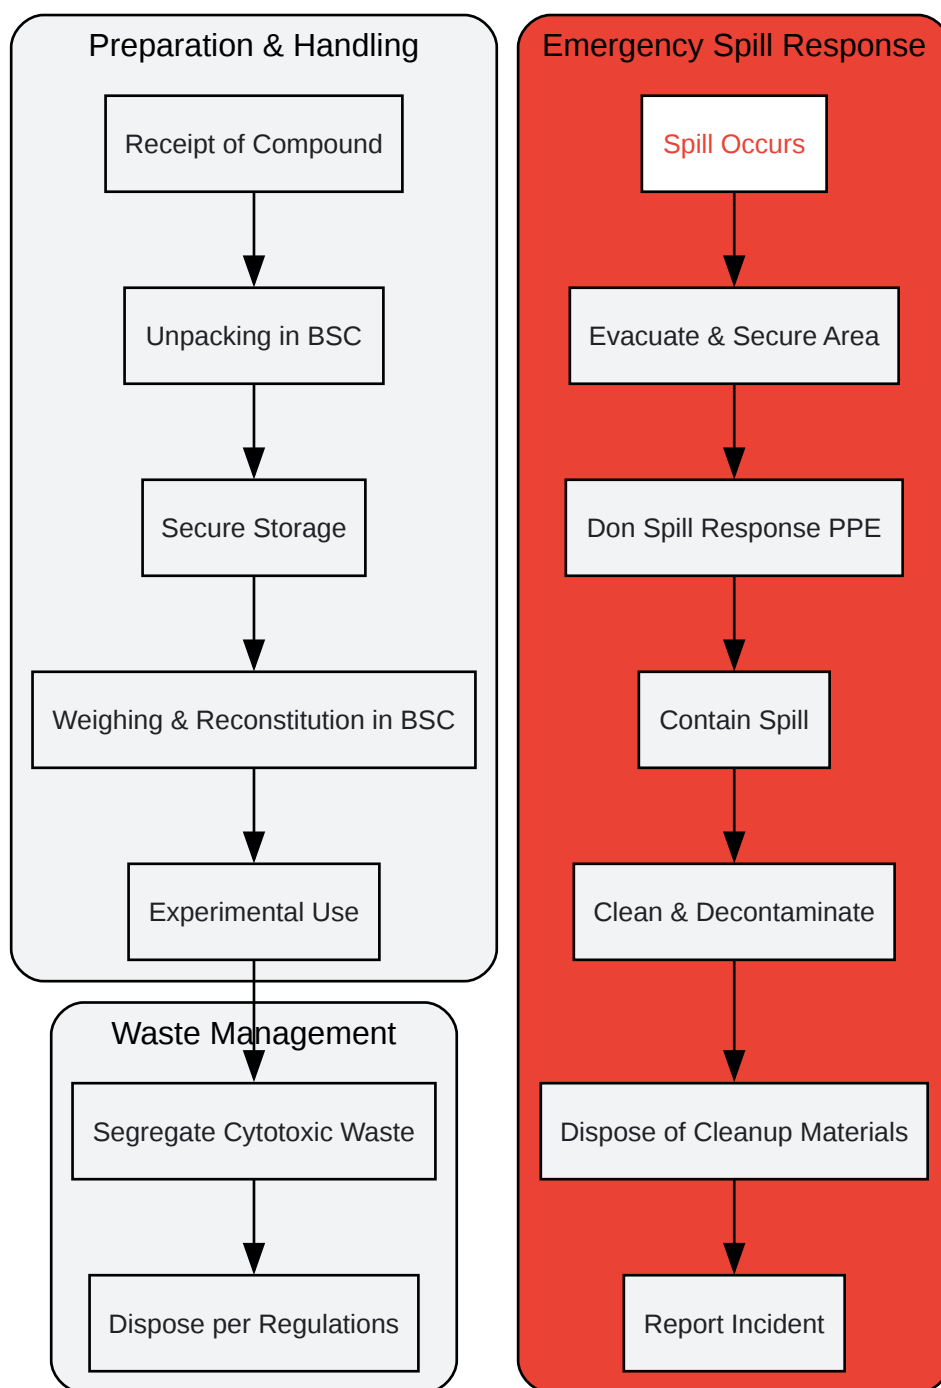 Preparation & Handling
Receipt of Compound
Unpacking in BSC
Secure Storage
Weighing & Reconstitution in BSC
Experimental Use
Waste Management
Segregate Cytotoxic Waste
Dispose per Regulations
Emergency Spill Response
Spill Occurs
Evacuate & Secure Area
Don Spill Response PPE
Contain Spill
Clean & Decontaminate
Dispose of Cleanup Materials
Report Incident